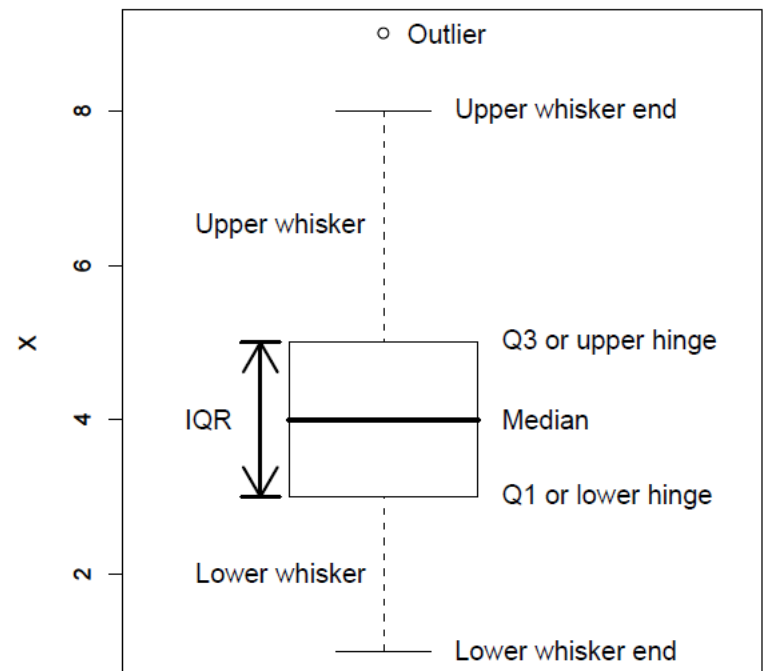 Outlier
8
Upper whisker end
Upper whisker
6
X
Q3 or upper hinge
IQR
4
Median
Q1 or lower hinge
2
Lower whisker
Lower whisker end